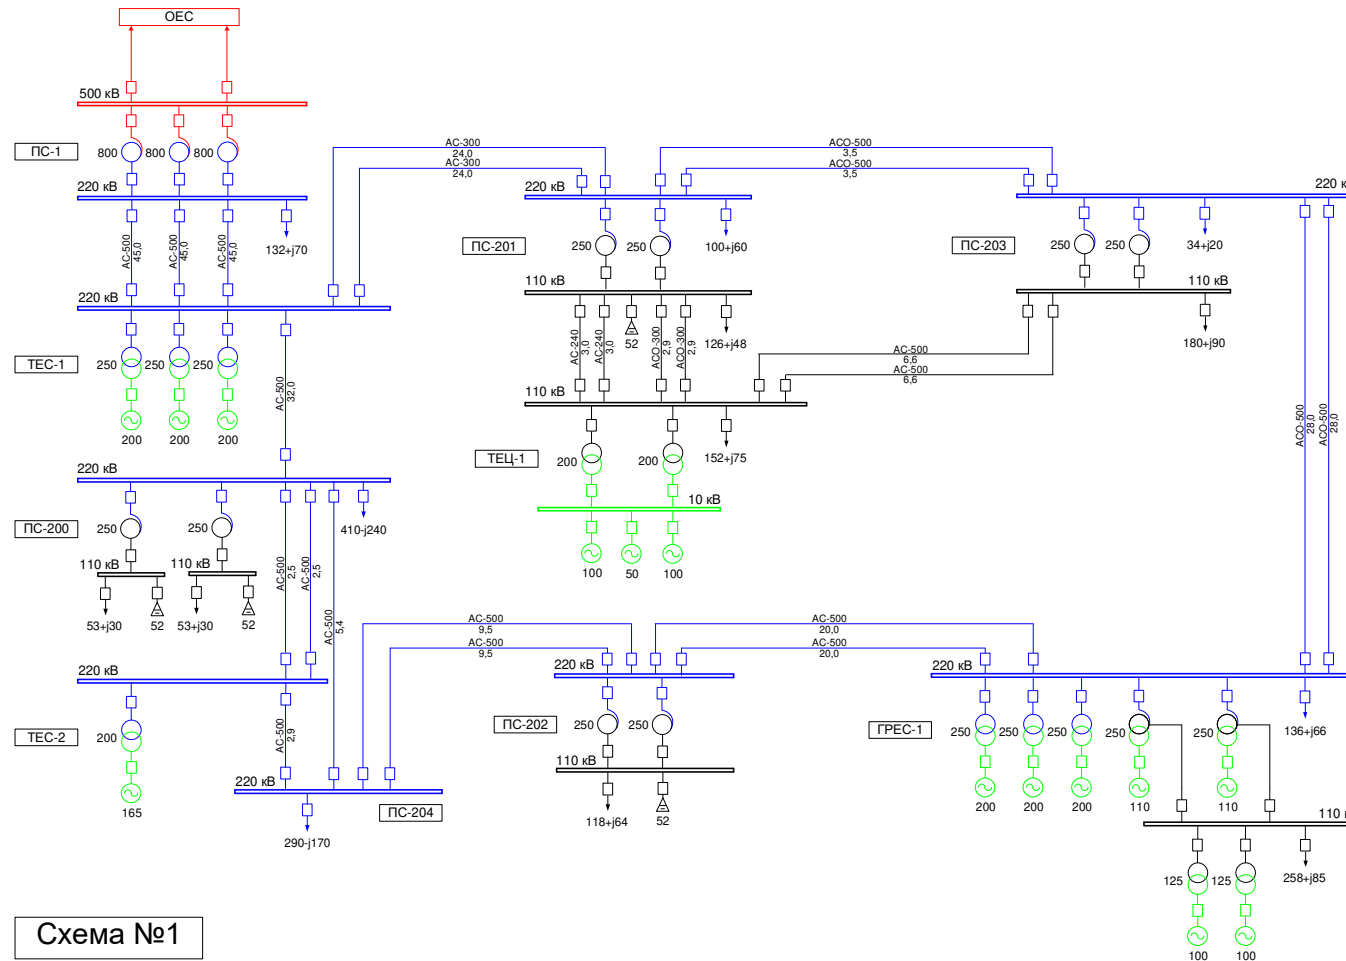 ОЕС
500 кВ
ПС-1
800
800
800
220 кВ
132+j70
АС-500
45,0
АС-500
45,0
АС-500
45,0
220 кВ
ТЕС-1
250
250
250
200
200
200
АС-500
32,0
220 кВ
410-j240
ПС-200
250
250
110 кВ
110 кВ
53+j30
52
53+j30
52
АС-500
2,5
АС-500
2,5
АС-500
5,4
220 кВ
ТЕС-2
200
165
АС-500
2,9
220 кВ
ПС-204
290-j170
АС-300
24,0
АС-300
24,0
220 кВ
ПС-201
250
250
100+j60
110 кВ
52
126+j48
АС-240
3,0
АС-240
3,0
АСО-300
2,9
АСО-300
2,9
110 кВ
ТЕЦ-1
200
200
152+j75
10 кВ
100
50
100
АСО-500
3,5
АСО-500
3,5
220 к
ПС-203
250
250
34+j20
110 кВ
180+j90
АС-500
6,6
АС-500
6,6
АСО-500
28,0
АСО-500
28,0
АС-500
9,5
АС-500
9,5
220 кВ
ПС-202
250
250
110 кВ
118+j64
52
АС-500
20,0
АС-500
20,0
220 кВ
ГРЕС-1
250
250
250
250
250
136+j66
200
200
200
110
110
110 к
125
125
258+j85
100
100
Схема №1